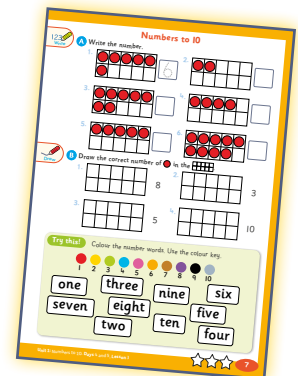 Numbers to 10
123
Write
A Write the number.
1. 6 2.
3. 4.
5. 6.
Draw
B Draw the correct number of in the
1. 8 2. 3
3. 5 4. 10
Try this! Colour the number words. Use the colour key.
1 2 3 4 5 6 7 8 9 10
one three nine six
seven eight five
two ten four
7